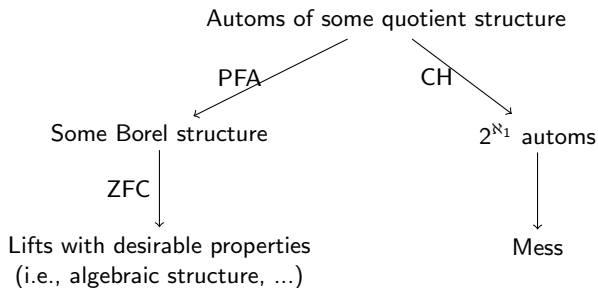 Automs of some quotient structure
PFA
CH
Some Borel structure
2^{ℵ₁} automs
ZFC
Lifts with desirable properties
(i.e., algebraic structure, ...)
Mess